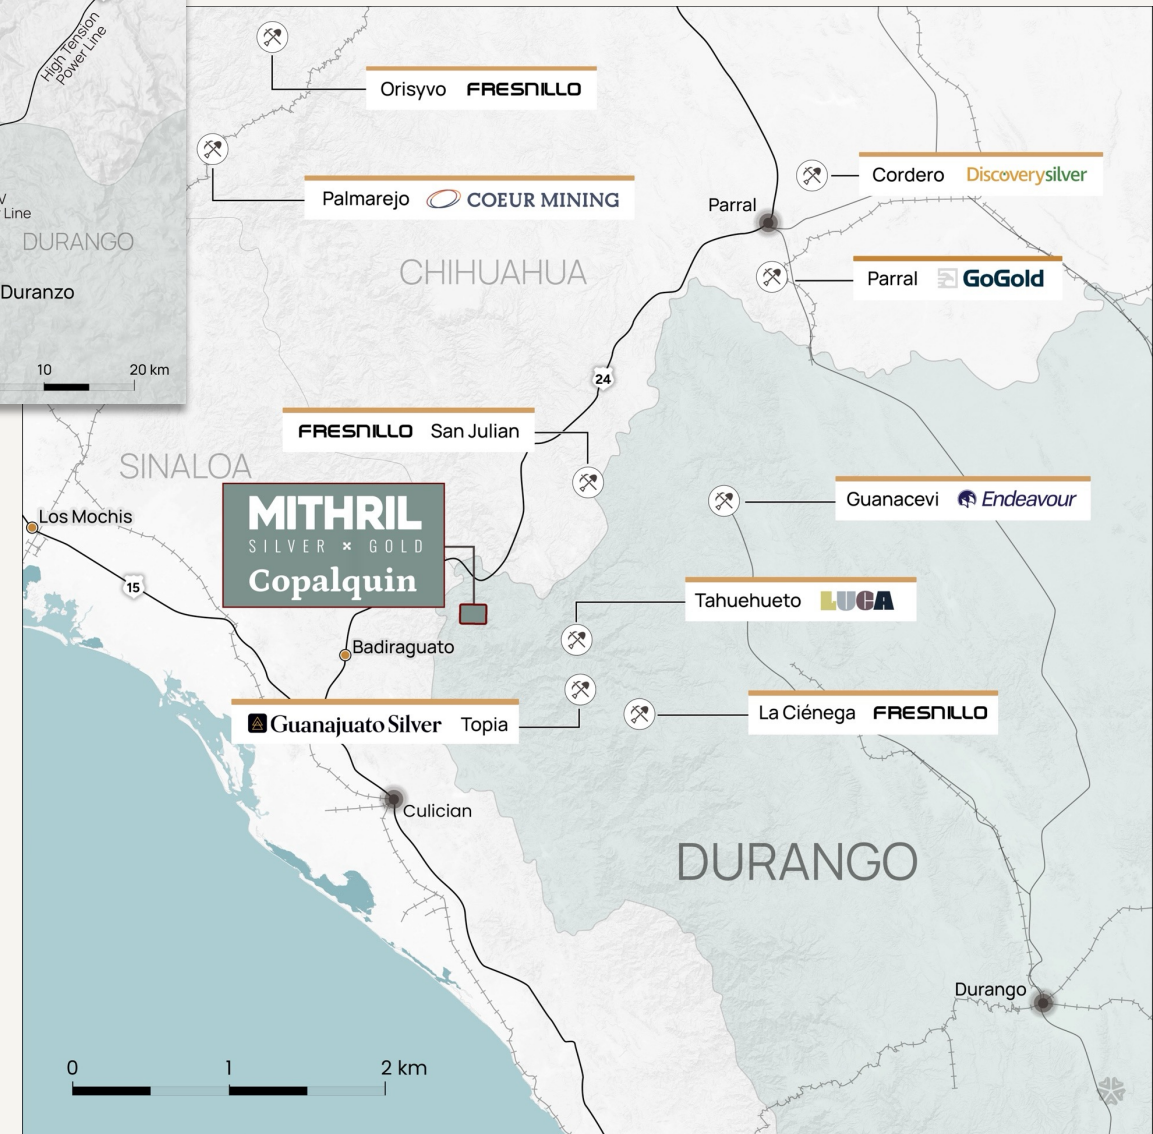 High Tension
Power Line
V
Line
DURANGO
Duranzo
10 20 km
Orisyvo FRESNILLO
Palmarejo COEUR MINING
Cordero Discoverysilver
Parral
Parral GoGold
CHIHUAHUA
24
FRESNILLO San Julian
SINALOA
MITHRIL
SILVER × GOLD
Copalquin
Guanacevi Endeavour
Los Mochis
15
Tahuehueto LUCA
Badiraguato
Guanajuato Silver Topia
La Ciénega FRESNILLO
Culician
DURANGO
Durango
0 1 2 km